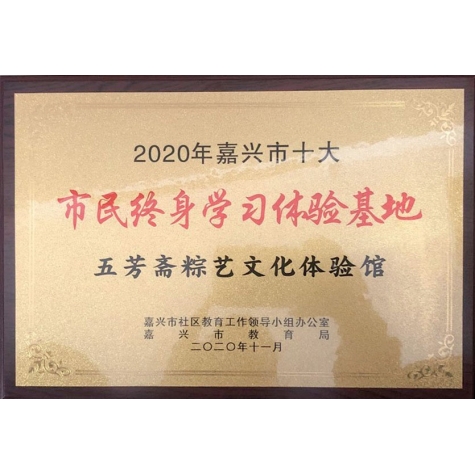 2020年嘉兴市十大
市民终身学习体验基地
五芳斋粽艺文化体验馆
嘉兴市社区教育工作领导小组办公室
嘉兴市教育局
二〇二〇年十一月